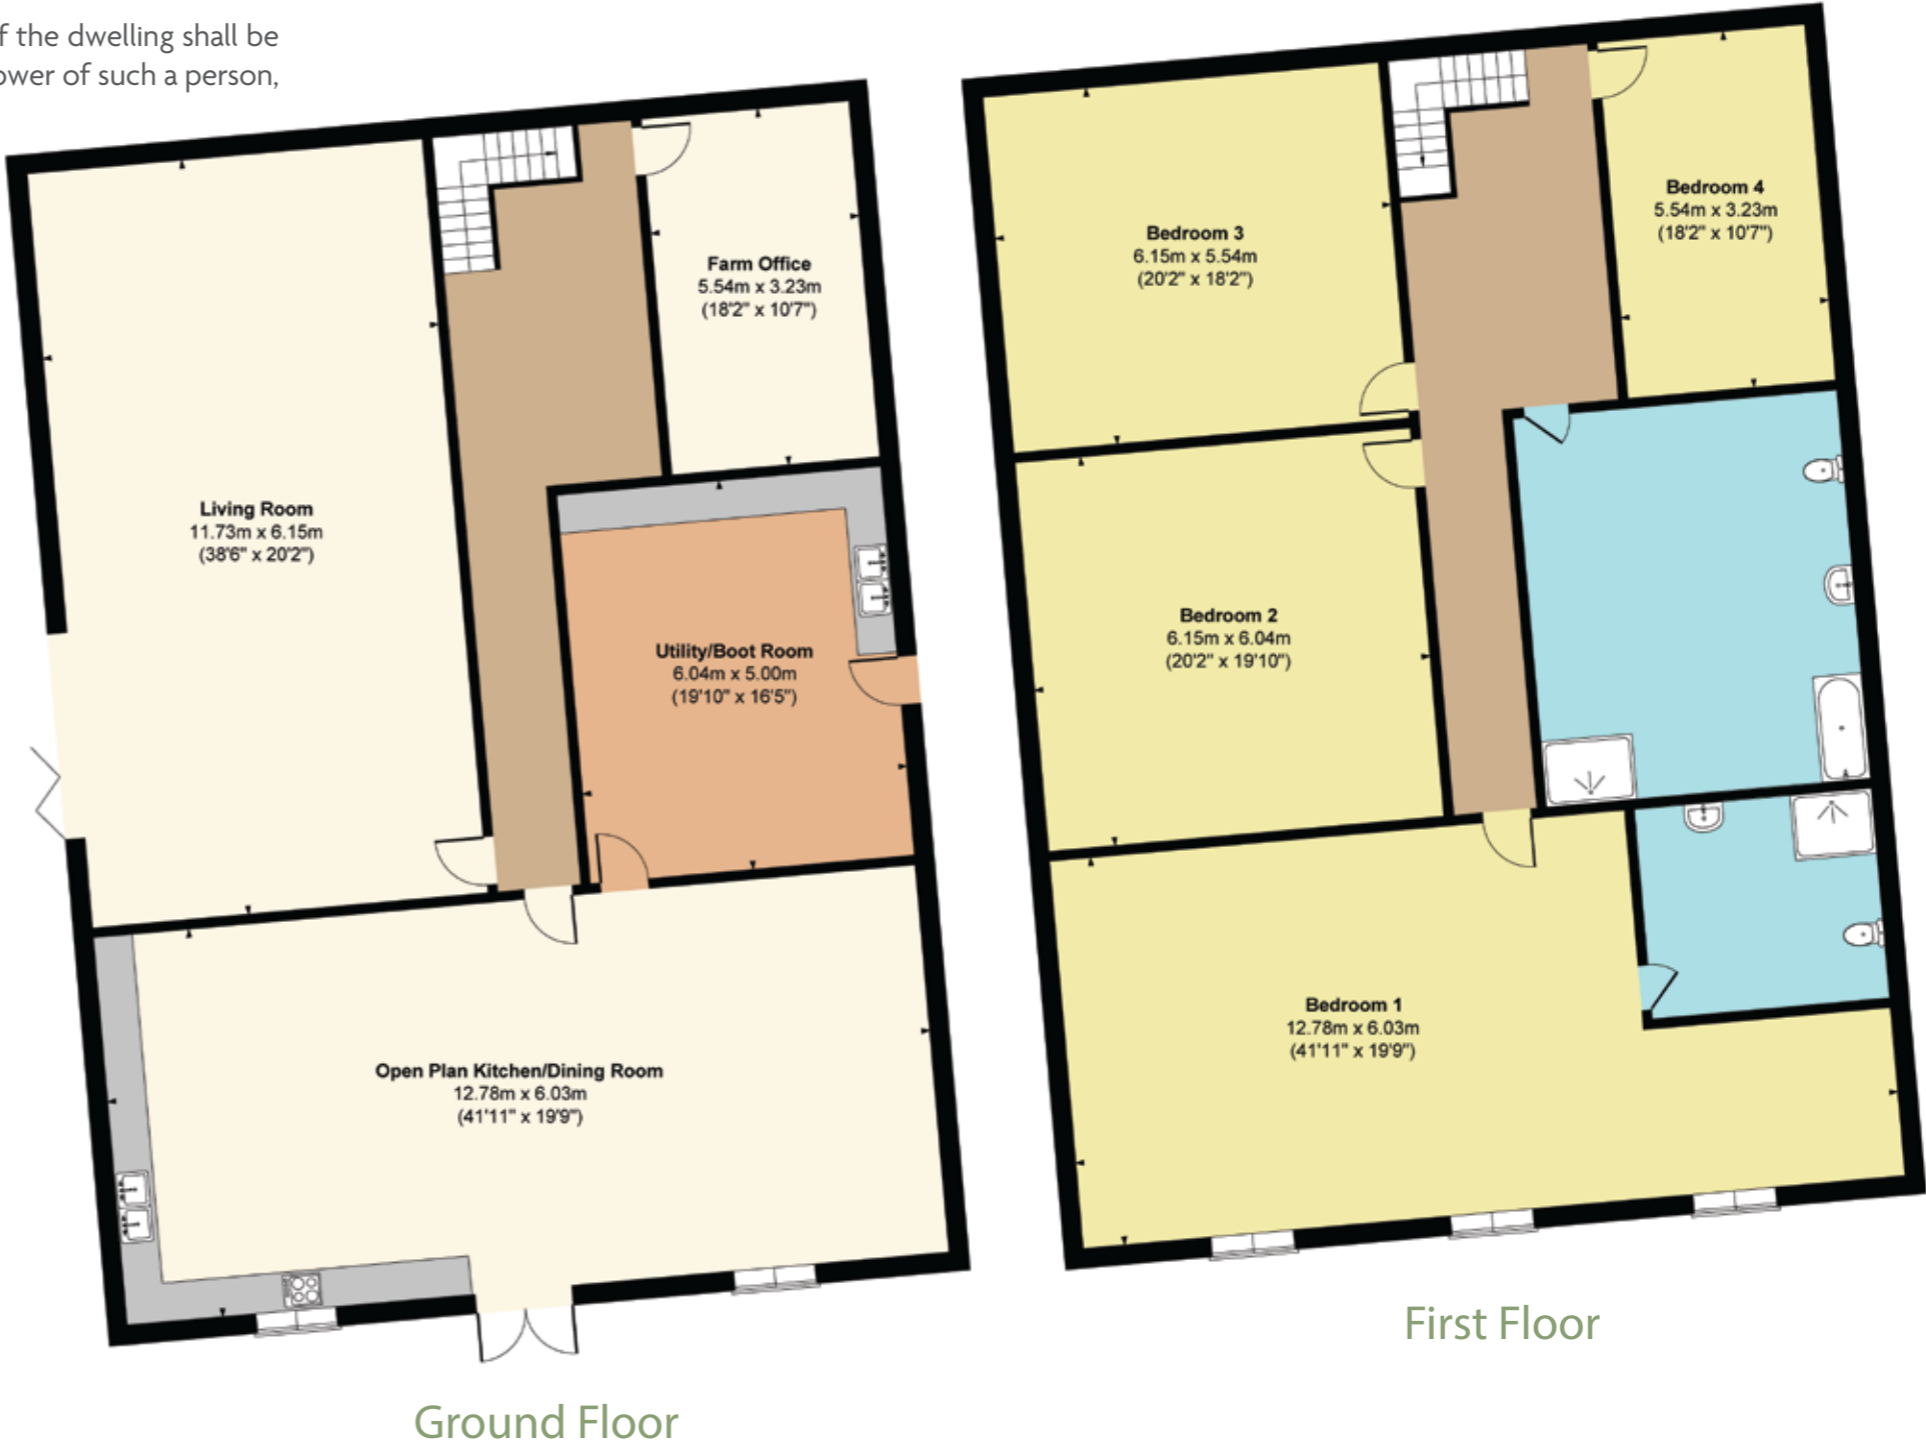 f the dwelling shall be
ower of such a person,
Living Room
11.73m x 6.15m
(38'6" x 20'2")
Farm Office
5.54m x 3.23m
(18'2" x 10'7")
Utility/Boot Room
6.04m x 5.00m
(19'10" x 16'5")
Open Plan Kitchen/Dining Room
12.78m x 6.03m
(41'11" x 19'9")
Ground Floor
Bedroom 3
6.15m x 5.54m
(20'2" x 18'2")
Bedroom 4
5.54m x 3.23m
(18'2" x 10'7")
Bedroom 2
6.15m x 6.04m
(20'2" x 19'10")
Bedroom 1
12.78m x 6.03m
(41'11" x 19'9")
First Floor